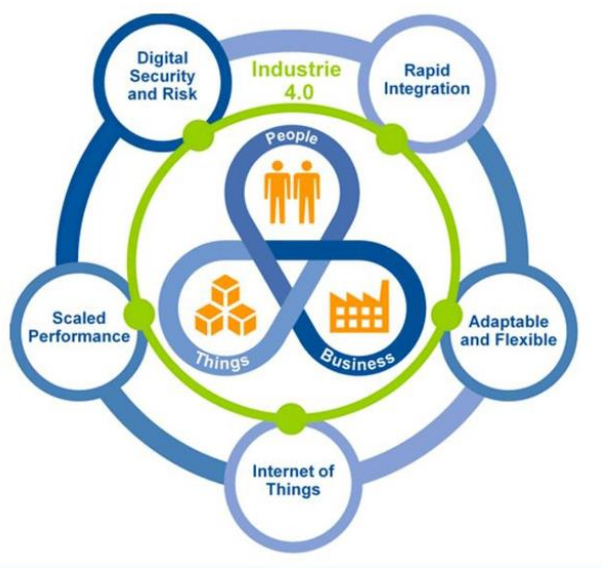 Digital
Security
and Risk
Industrie
4.0
Rapid
Integration
People
Scaled
Performance
Things
Business
Adaptable
and Flexible
Internet of
Things